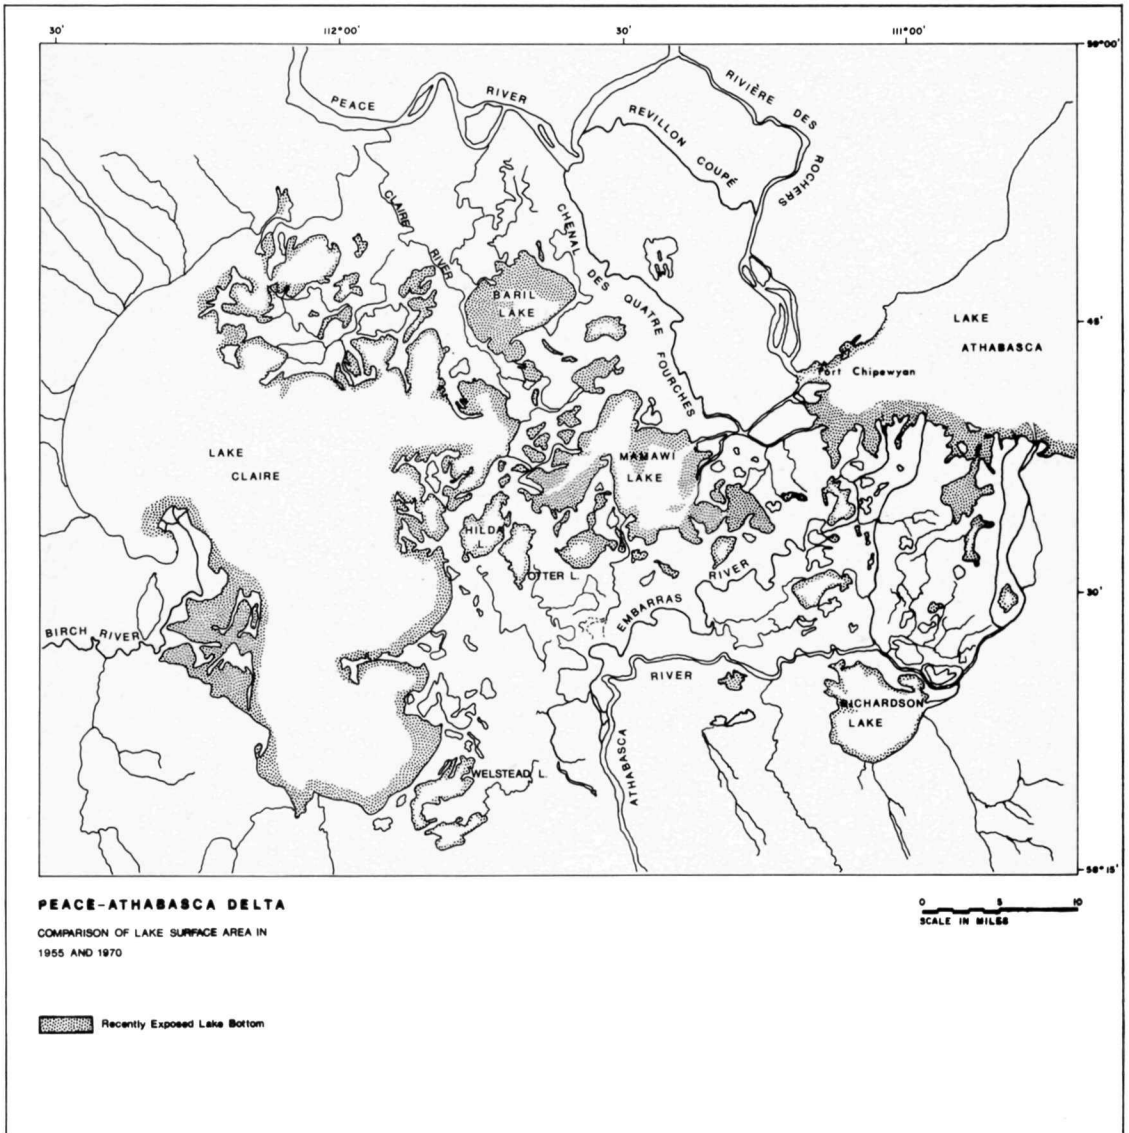 30'
112°00'
30'
111°00'
59°00'
PEACE
RIVER
RIVIÈRE DES
ROCHERS
REVILLON COUPÉ
CLAIRE
RIVER
CHENAL DES QUATRE
FOURCHES
BARIL
LAKE
45'
LAKE
ATHABASCA
Fort Chipewyan
LAKE
CLAIRE
MAMAWI
LAKE
HILDA
L.
OTTER L.
RIVER
EMBARRAS
30'
BIRCH RIVER
RIVER
RICHARDSON
LAKE
ATHABASCA
WELSTEAD L.
58°15'
PEACE-ATHABASCA DELTA
COMPARISON OF LAKE SURFACE AREA IN
1955 AND 1970
0 5 10
SCALE IN MILES
Recently Exposed Lake Bottom